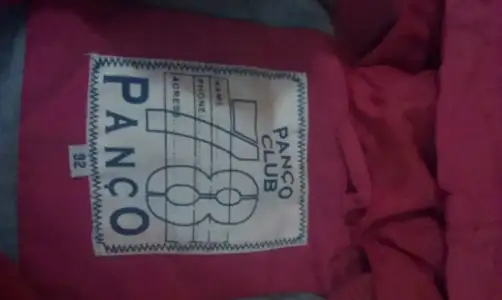 PANÇO
CLUB
78
NAME
PHONE
ADRESS
PANÇO
92